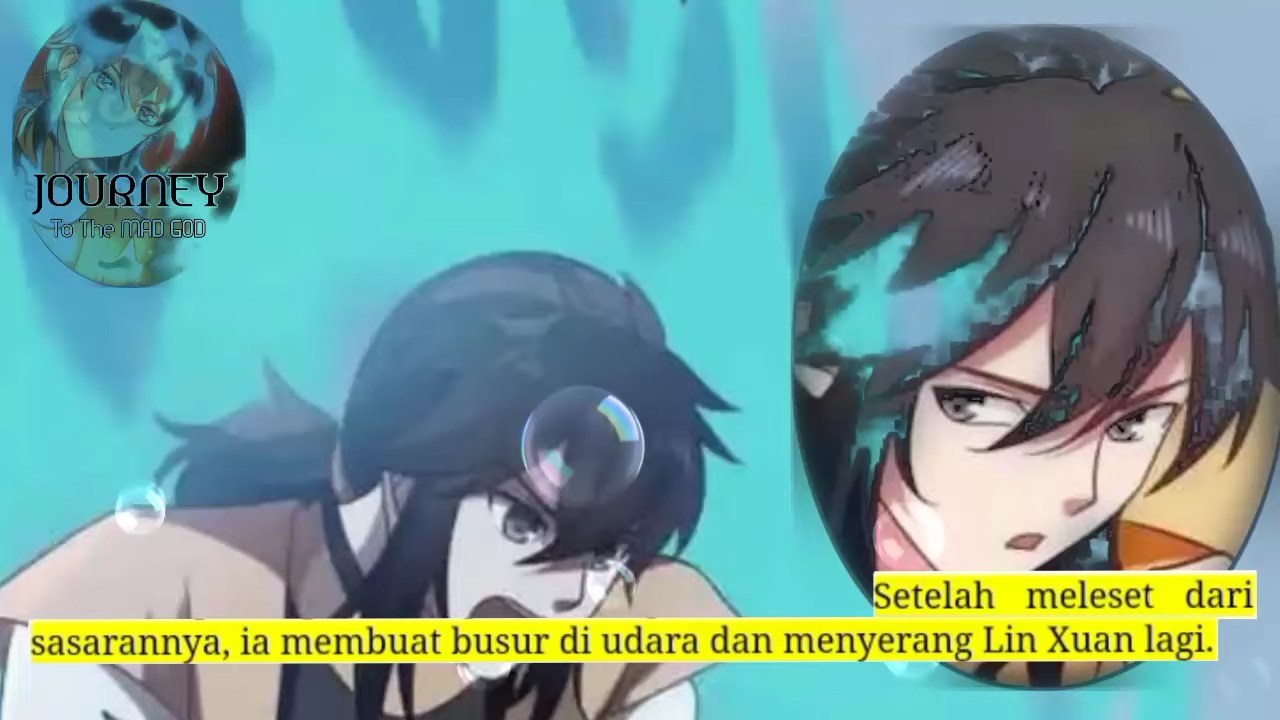 JOURNEY
To The MAD GOD
Setelah meleset dari
sasarannya, ia membuat busur di udara dan menyerang Lin Xuan lagi.